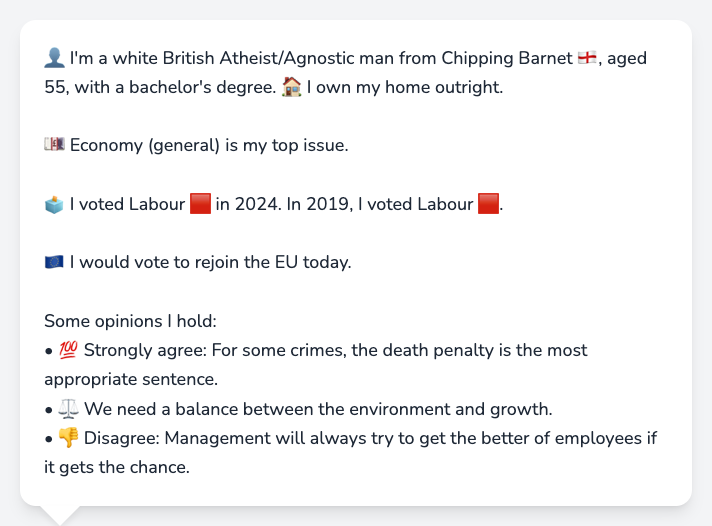 👤 I'm a white British Atheist/Agnostic man from Chipping Barnet 🏴󠁧󠁢󠁥󠁮󠁧󠁿, aged
55, with a bachelor's degree. 🏠 I own my home outright.
💷 Economy (general) is my top issue.
🗳️ I voted Labour 🟥 in 2024. In 2019, I voted Labour 🟥.
🇪🇺 I would vote to rejoin the EU today.
Some opinions I hold:
• 💯 Strongly agree: For some crimes, the death penalty is the most
appropriate sentence.
• ⚖️ We need a balance between the environment and growth.
• 👎 Disagree: Management will always try to get the better of employees if
it gets the chance.